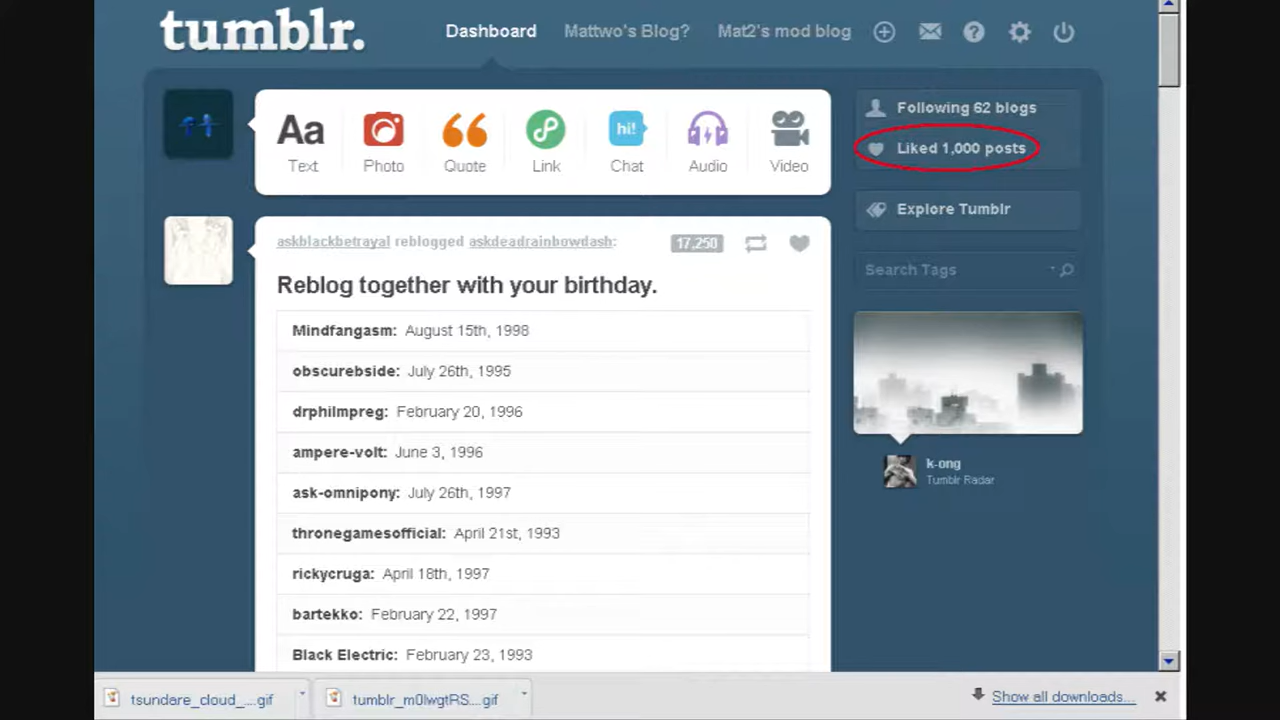 tumblr. Dashboard Mattwo's Blog? Mat2's mod blog
Aa hi!
Text Photo Quote Link Chat Audio Video
Following 62 blogs
Liked 1,000 posts
Explore Tumblr
Search Tags
askblackbetrayal reblogged askdeadrainbowdash: 17,250
Reblog together with your birthday.
Mindfangasm: August 15th, 1998
obscurebside: July 26th, 1995
drphilmpreg: February 20, 1996
ampere-volt: June 3, 1996
ask-omnipony: July 26th, 1997
thronegamesofficial: April 21st, 1993
rickycruga: April 18th, 1997
bartekko: February 22, 1997
Black Electric: February 23, 1993
k-ong
Tumblr Radar
tsundare_cloud_....gif tumblr_m0lwgtRS....gif Show all downloads...